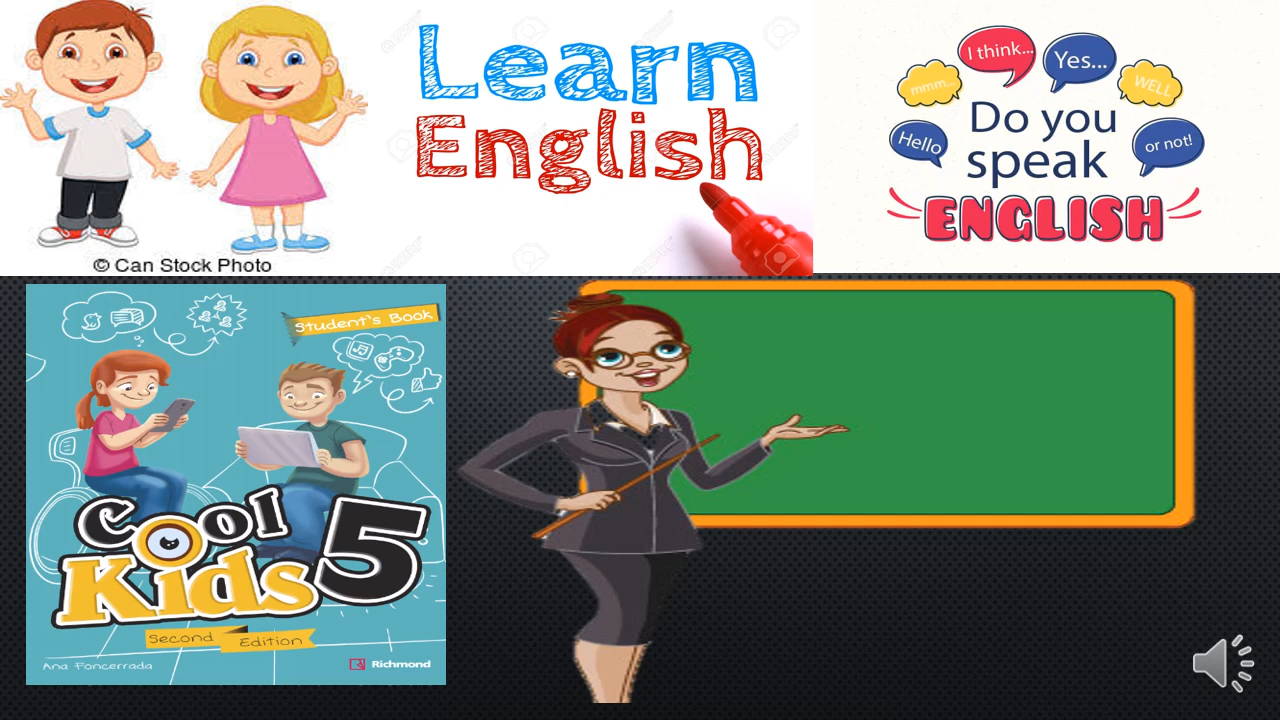 Learn
English
© Can Stock Photo
I think...
Yes...
mmm...
WELL
Hello
Do you
speak
or not!
ENGLISH
Student's Book
Cool
Kids 5
Second Edition
Ana Foncerrada
Richmond